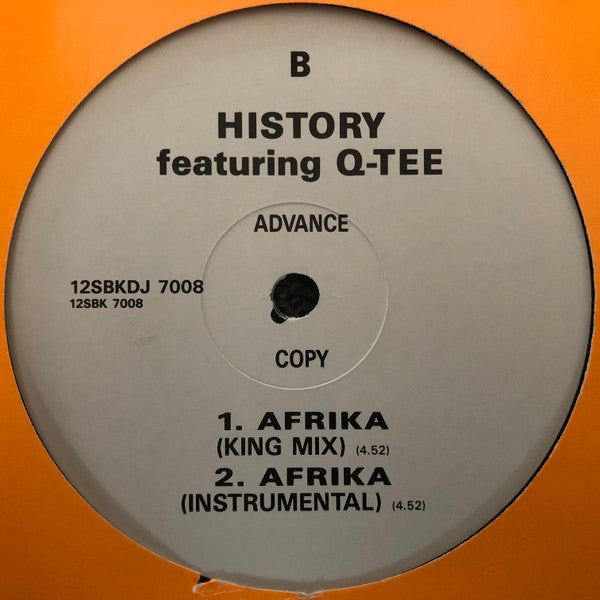 B
HISTORY
featuring Q-TEE
ADVANCE
12SBKDJ 7008
12SBK 7008
COPY
1. AFRIKA
(KING MIX) (4.52)
2. AFRIKA
(INSTRUMENTAL) (4.52)